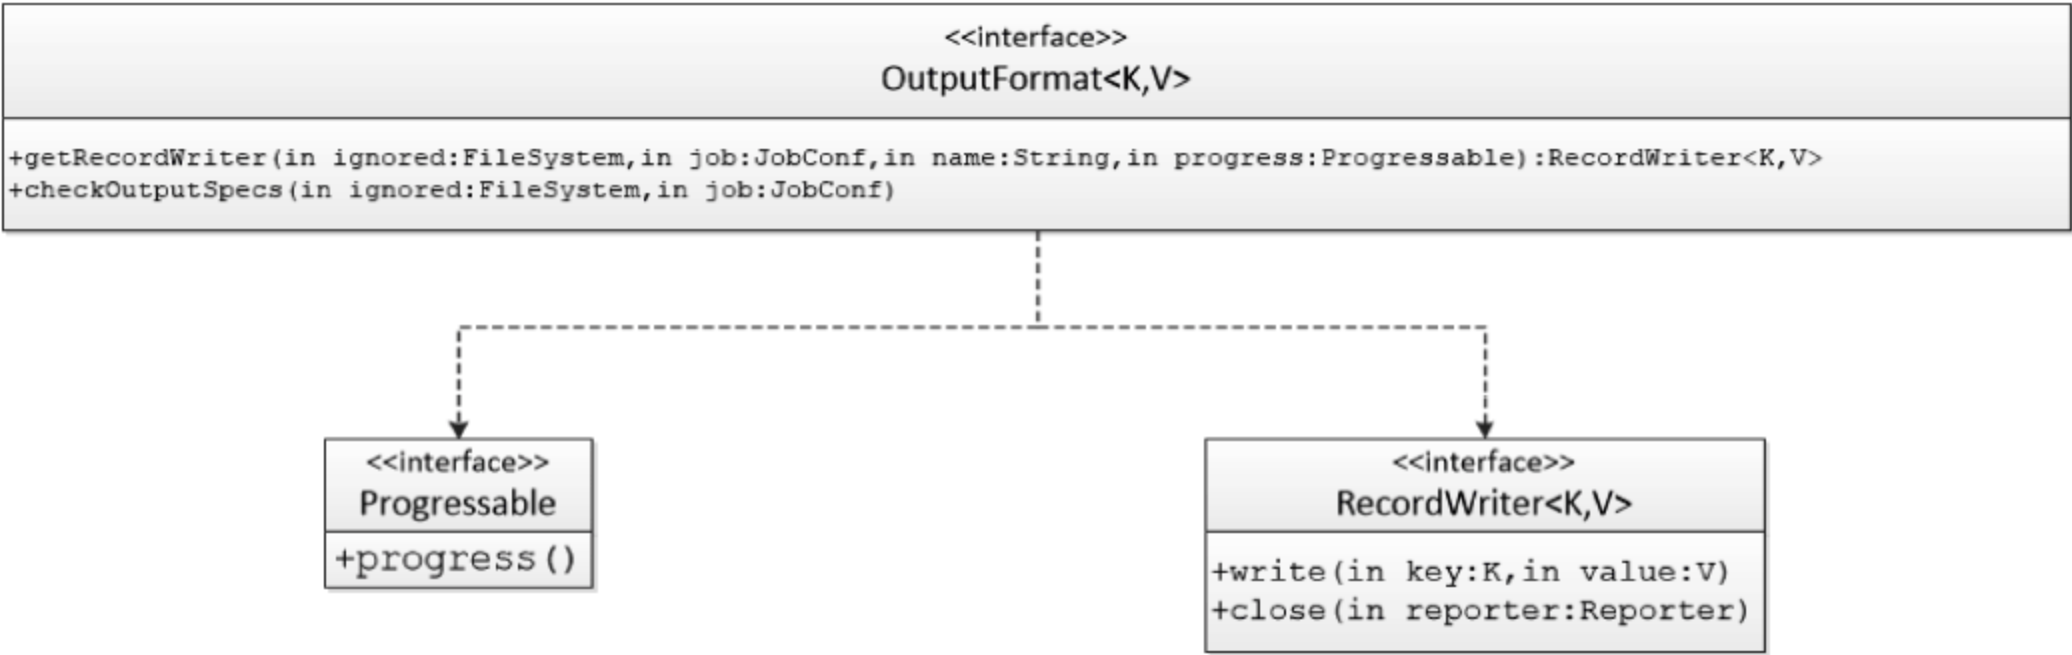 <<interface>>
OutputFormat<K,V>
+getRecordWriter(in ignored:FileSystem,in job:JobConf,in name:String,in progress:Progressable):RecordWriter<K,V>
+checkOutputSpecs(in ignored:FileSystem,in job:JobConf)
<<interface>>
Progressable
+progress()
<<interface>>
RecordWriter<K,V>
+write(in key:K,in value:V)
+close(in reporter:Reporter)